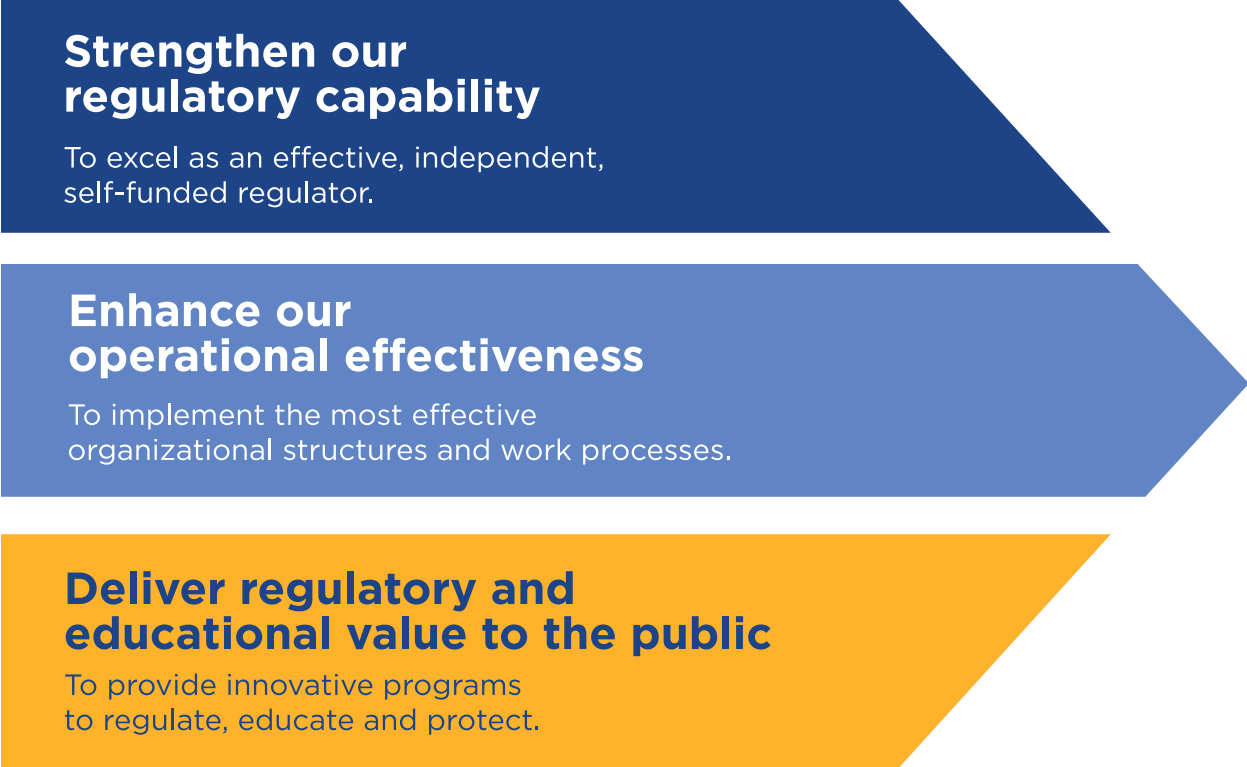 Strengthen our
regulatory capability
To excel as an effective, independent,
self-funded regulator.
Enhance our
operational effectiveness
To implement the most effective
organizational structures and work processes.
Deliver regulatory and
educational value to the public
To provide innovative programs
to regulate, educate and protect.